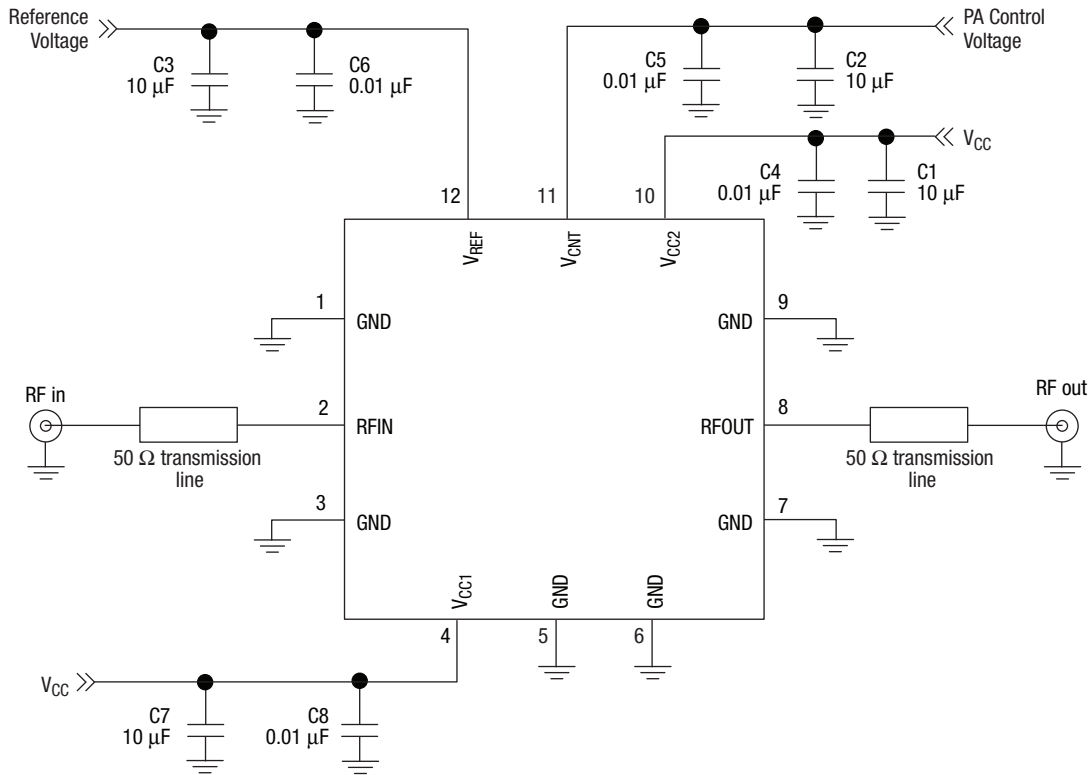 Reference
Voltage
PA Control
Voltage
C3
10 μF
C6
0.01 μF
C5
0.01 μF
C2
10 μF
VCC
C4
0.01 μF
C1
10 μF
12
11
10
VREF
VCNT
VCC2
1
GND
9
GND
RF in
50 Ω transmission
line
2
RFIN
RFOUT
8
50 Ω transmission
line
RF out
3
GND
GND
7
VCC1
GND
GND
4
5
6
VCC
C7
10 μF
C8
0.01 μF